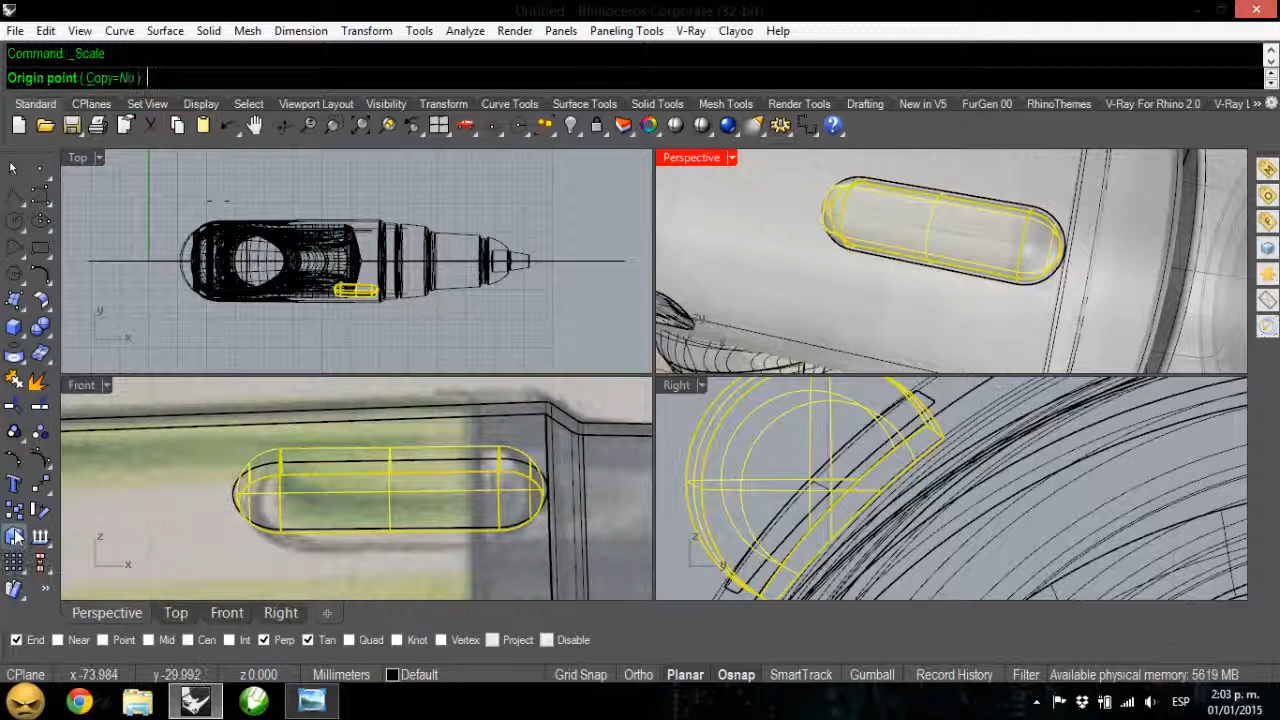 Untitled - Rhinoceros Corporate (32-bit)
File Edit View Curve Surface Solid Mesh Dimension Transform Tools Analyze Render Panels Paneling Tools V-Ray Clayoo Help
Command: _Scale
Origin point ( Copy=No )
Standard CPlanes Set View Display Select Viewport Layout Visibility Transform Curve Tools Surface Tools Solid Tools Mesh Tools Render Tools Drafting New in V5 FurGen 00 RhinoThemes V-Ray For Rhino 2.0 V-Ray L
Top
Perspective
y
x
Front
Right
z
x
z
y
Perspective Top Front Right
End Near Point Mid Cen Int Perp Tan Quad Knot Vertex Project Disable
CPlane x -73.984 y -29.992 z 0.000 Millimeters Default Grid Snap Ortho Planar Osnap SmartTrack Gumball Record History Filter Available physical memory: 5619 MB
ESP
2:03 p. m.
01/01/2015